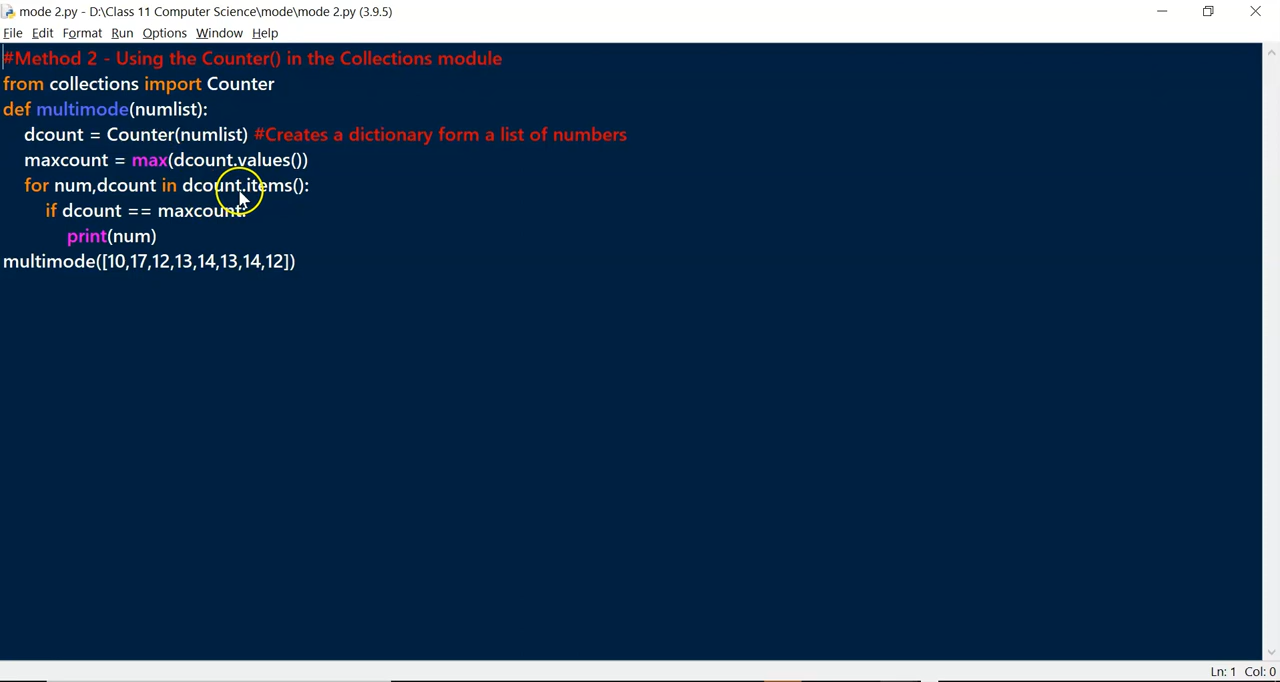 mode 2.py - D:\Class 11 Computer Science\mode\mode 2.py (3.9.5)
File Edit Format Run Options Window Help
#Method 2 - Using the Counter() in the Collections module
from collections import Counter
def multimode(numlist):
    dcount = Counter(numlist) #Creates a dictionary form a list of numbers
    maxcount = max(dcount.values())
    for num,dcount in dcount.items():
        if dcount == maxcount:
            print(num)
multimode([10,17,12,13,14,13,14,12])
Ln: 1 Col: 0